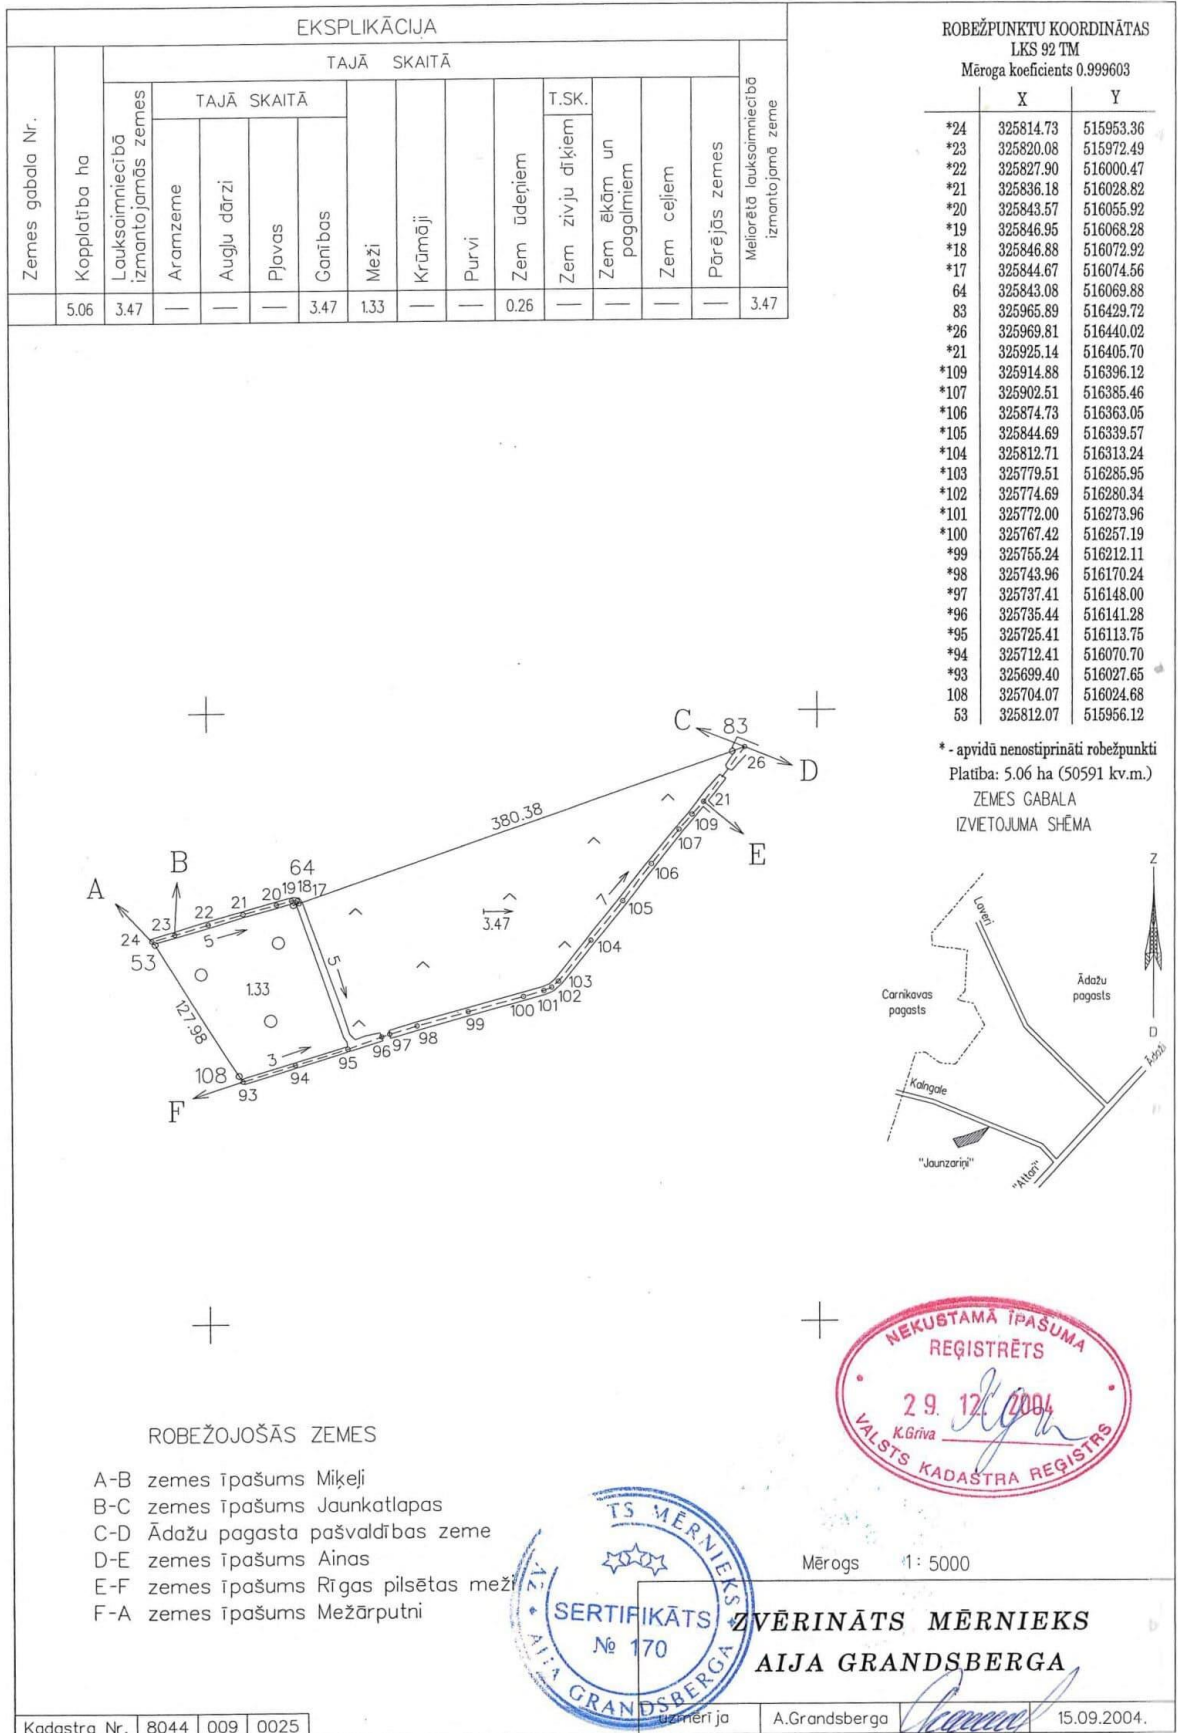 EKSPLIKĀCIJA
TAJĀ SKAITĀ
Zemes gabala Nr.
Kopplatība ha
Lauksaimniecībā izmantojamās zemes
TAJĀ SKAITĀ
Aramzeme
Augļu dārzi
Pļavas
Ganības
Meži
Krūmāji
Purvi
Zem ūdeņiem
T.SK.
Zem zivju dīķiem
Zem ēkām un pagalmiem
Zem ceļiem
Pārējās zemes
Meliorētā lauksaimniecībā izmantojamā zeme
5.06 3.47 — — — 3.47 1.33 — — 0.26 — — — — 3.47
ROBEŽPUNKTU KOORDINĀTAS
LKS 92 TM
Mēroga koeficients 0.999603
X Y
*24 325814.73 515953.36
*23 325820.08 515972.49
*22 325827.90 516000.47
*21 325836.18 516028.82
*20 325843.57 516055.92
*19 325846.95 516068.28
*18 325846.88 516072.92
*17 325844.67 516074.56
64 325843.08 516069.88
83 325965.89 516429.72
*26 325969.81 516440.02
*21 325925.14 516405.70
*109 325914.88 516396.12
*107 325902.51 516385.46
*106 325874.73 516363.05
*105 325844.69 516339.57
*104 325812.71 516313.24
*103 325779.51 516285.95
*102 325774.69 516280.34
*101 325772.00 516273.96
*100 325767.42 516257.19
*99 325755.24 516212.11
*98 325743.96 516170.24
*97 325737.41 516148.00
*96 325735.44 516141.28
*95 325725.41 516113.75
*94 325712.41 516070.70
*93 325699.40 516027.65
108 325704.07 516024.68
53 325812.07 515956.12
* - apvidū nenostiprināti robežpunkti
Platība: 5.06 ha (50591 kv.m.)
ZEMES GABALA
IZVIETOJUMA SHĒMA
C
83
26
D
21
380.38
109
107
E
106
105
7
104
3.47
103
102
101
100
99
98
97
96
95
94
93
3
108
F
127.98
1.33
5
5
A
B
24
23
22
21
20
19
18
17
64
53
Z
Laveri
Ādažu
pagasts
Carnikavas
pagasts
D
Ādaži
Kalngale
"Jaunzariņi"
"Attari"
NEKUSTAMĀ ĪPAŠUMA
REĢISTRĒTS
29. 12. 2004
K.Grīva
VALSTS KADASTRA REĢISTRS
ROBEŽOJOŠĀS ZEMES
A-B zemes īpašums Miķeļi
B-C zemes īpašums Jaunkatlapas
C-D Ādažu pagasta pašvaldības zeme
D-E zemes īpašums Ainas
E-F zemes īpašums Rīgas pilsētas meži
F-A zemes īpašums Mežārputni
TS MĒRNIEKS
SERTIFIKĀTS
№ 170
AIJA GRANDSBERGA
Mērogs 1: 5000
ZVĒRINĀTS MĒRNIEKS
AIJA GRANDSBERGA
uzmērīja A.Grandsberga 15.09.2004.
Kadastra Nr. 8044 009 0025